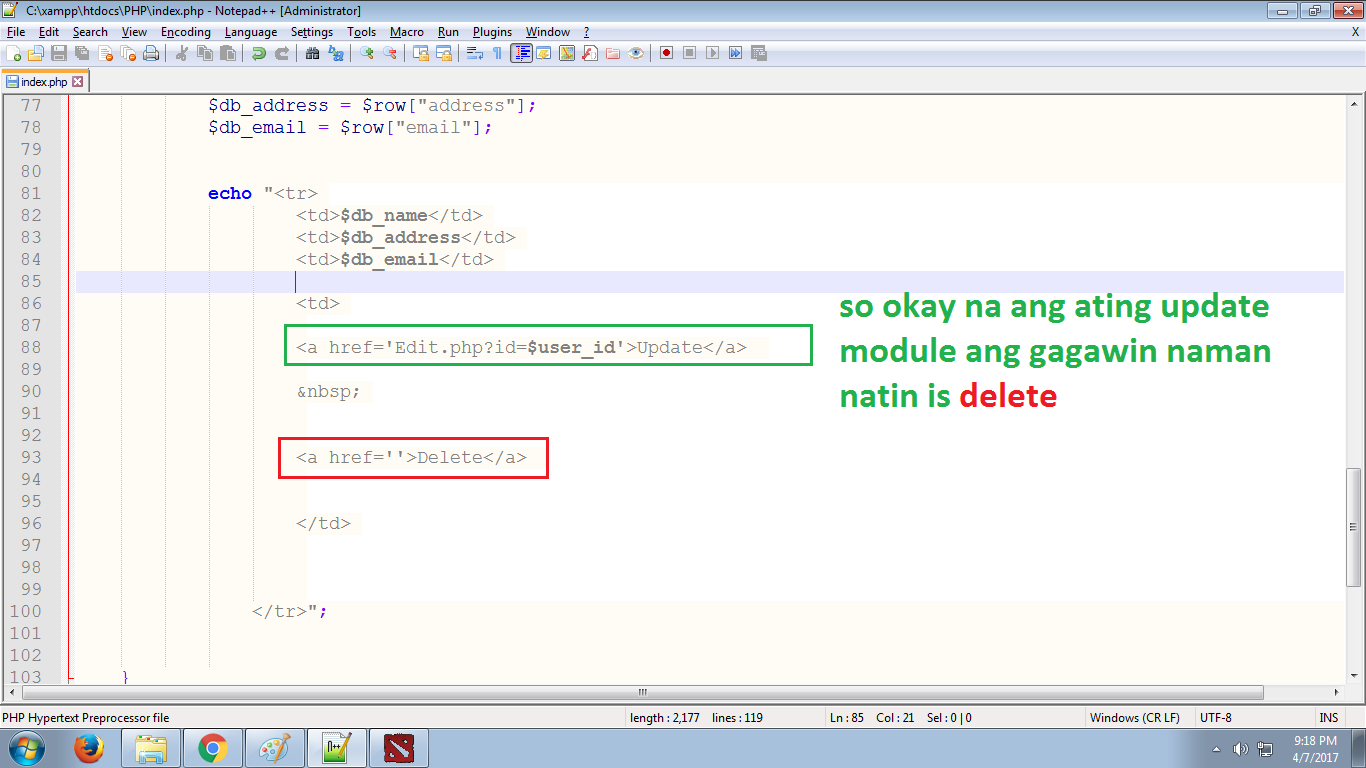 C:\xampp\htdocs\PHP\index.php - Notepad++ [Administrator]
File Edit Search View Encoding Language Settings Tools Macro Run Plugins Window ? X
index.php
77 $db_address = $row["address"];
78 $db_email = $row["email"];
79
80
81 echo "<tr>
82 <td>$db_name</td>
83 <td>$db_address</td>
84 <td>$db_email</td>
85
86 <td>
87
88 <a href='Edit.php?id=$user_id'>Update</a>
89
90 &nbsp;
91
92
93 <a href=''>Delete</a>
94
95
96 </td>
97
98
99
100 </tr>";
101
102
103 }
so okay na ang ating update
module ang gagawin naman
natin is delete
PHP Hypertext Preprocessor file length : 2,177 lines : 119 Ln : 85 Col : 21 Sel : 0 | 0 Windows (CR LF) UTF-8 INS
9:18 PM
4/7/2017